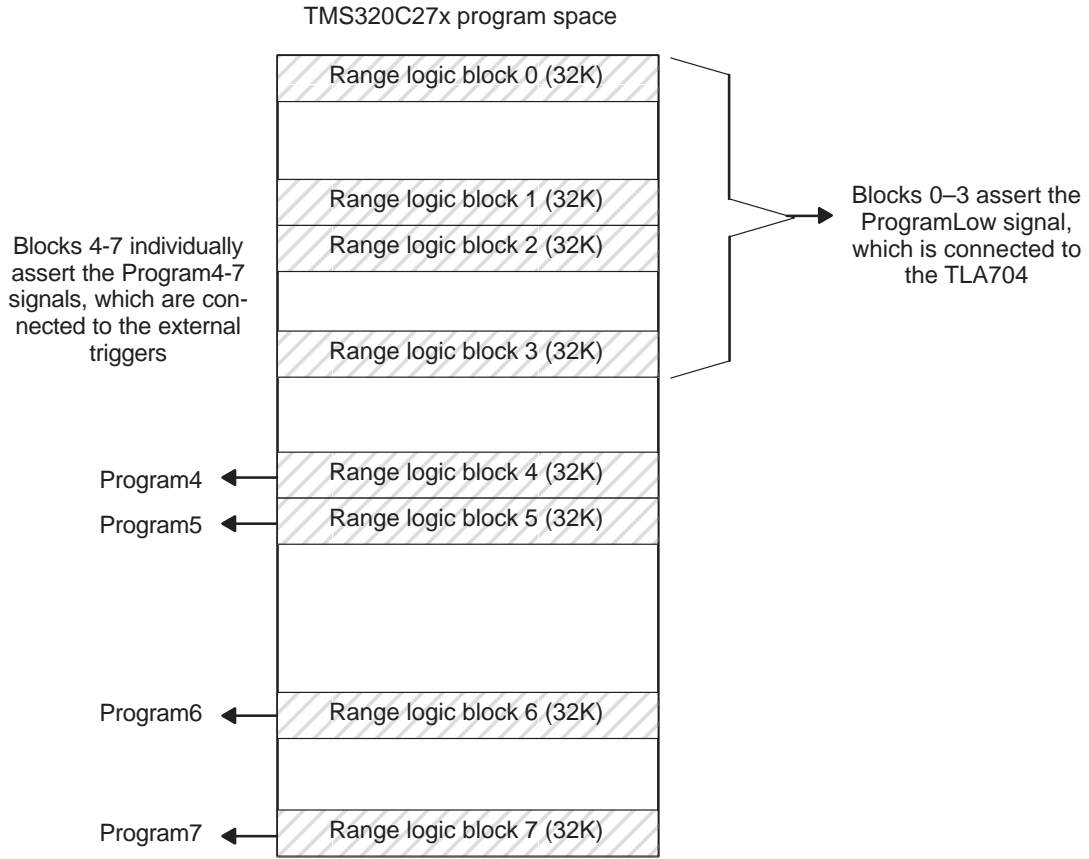 TMS320C27x program space
Range logic block 0 (32K)
Range logic block 1 (32K)
Range logic block 2 (32K)
Range logic block 3 (32K)
Blocks 0–3 assert the
ProgramLow signal,
which is connected to
the TLA704
Blocks 4-7 individually
assert the Program4-7
signals, which are con-
nected to the external
triggers
Program4
Range logic block 4 (32K)
Program5
Range logic block 5 (32K)
Program6
Range logic block 6 (32K)
Program7
Range logic block 7 (32K)